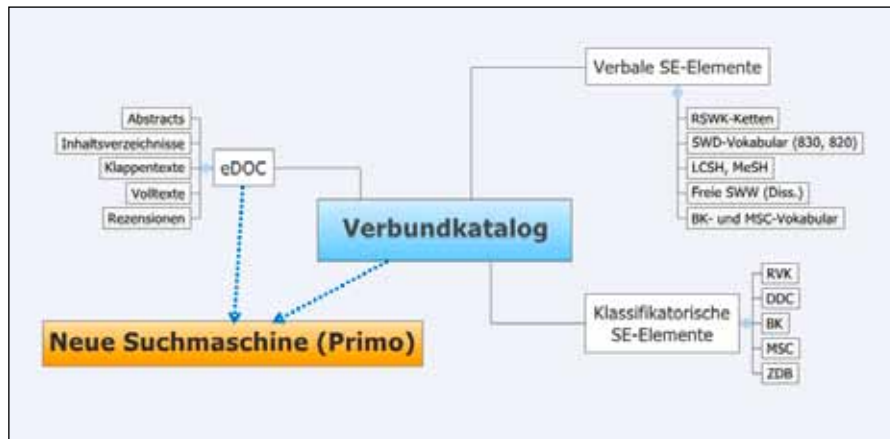 Verbale SE-Elemente
RSWK-Ketten
SWD-Vokabular (830, 820)
LCSH, MeSH
Freie SWW (Diss.)
BK- und MSC-Vokabular
Abstracts
Inhaltsverzeichnisse
Klappentexte
Volltexte
Rezensionen
eDOC
Verbundkatalog
Klassifikatorische
SE-Elemente
RVK
DDC
BK
MSC
ZDB
Neue Suchmaschine (Primo)